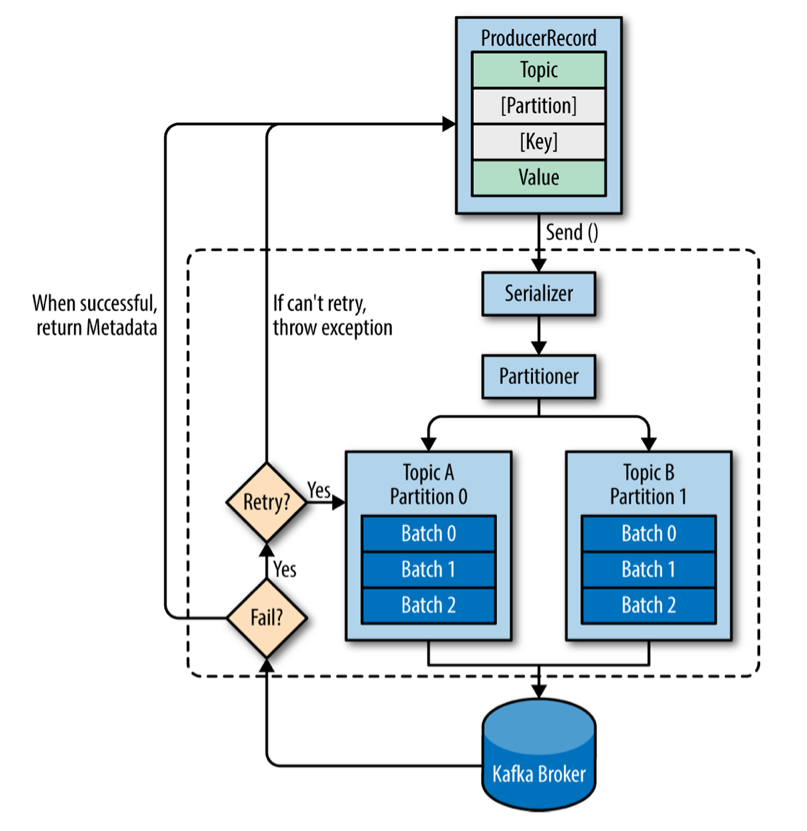 ProducerRecord
Topic
[Partition]
[Key]
Value
Send ()
Serializer
When successful,
return Metadata
If can't retry,
throw exception
Partitioner
Topic A
Partition 0
Batch 0
Batch 1
Batch 2
Topic B
Partition 1
Batch 0
Batch 1
Batch 2
Retry?
Yes
Yes
Fail?
Kafka Broker